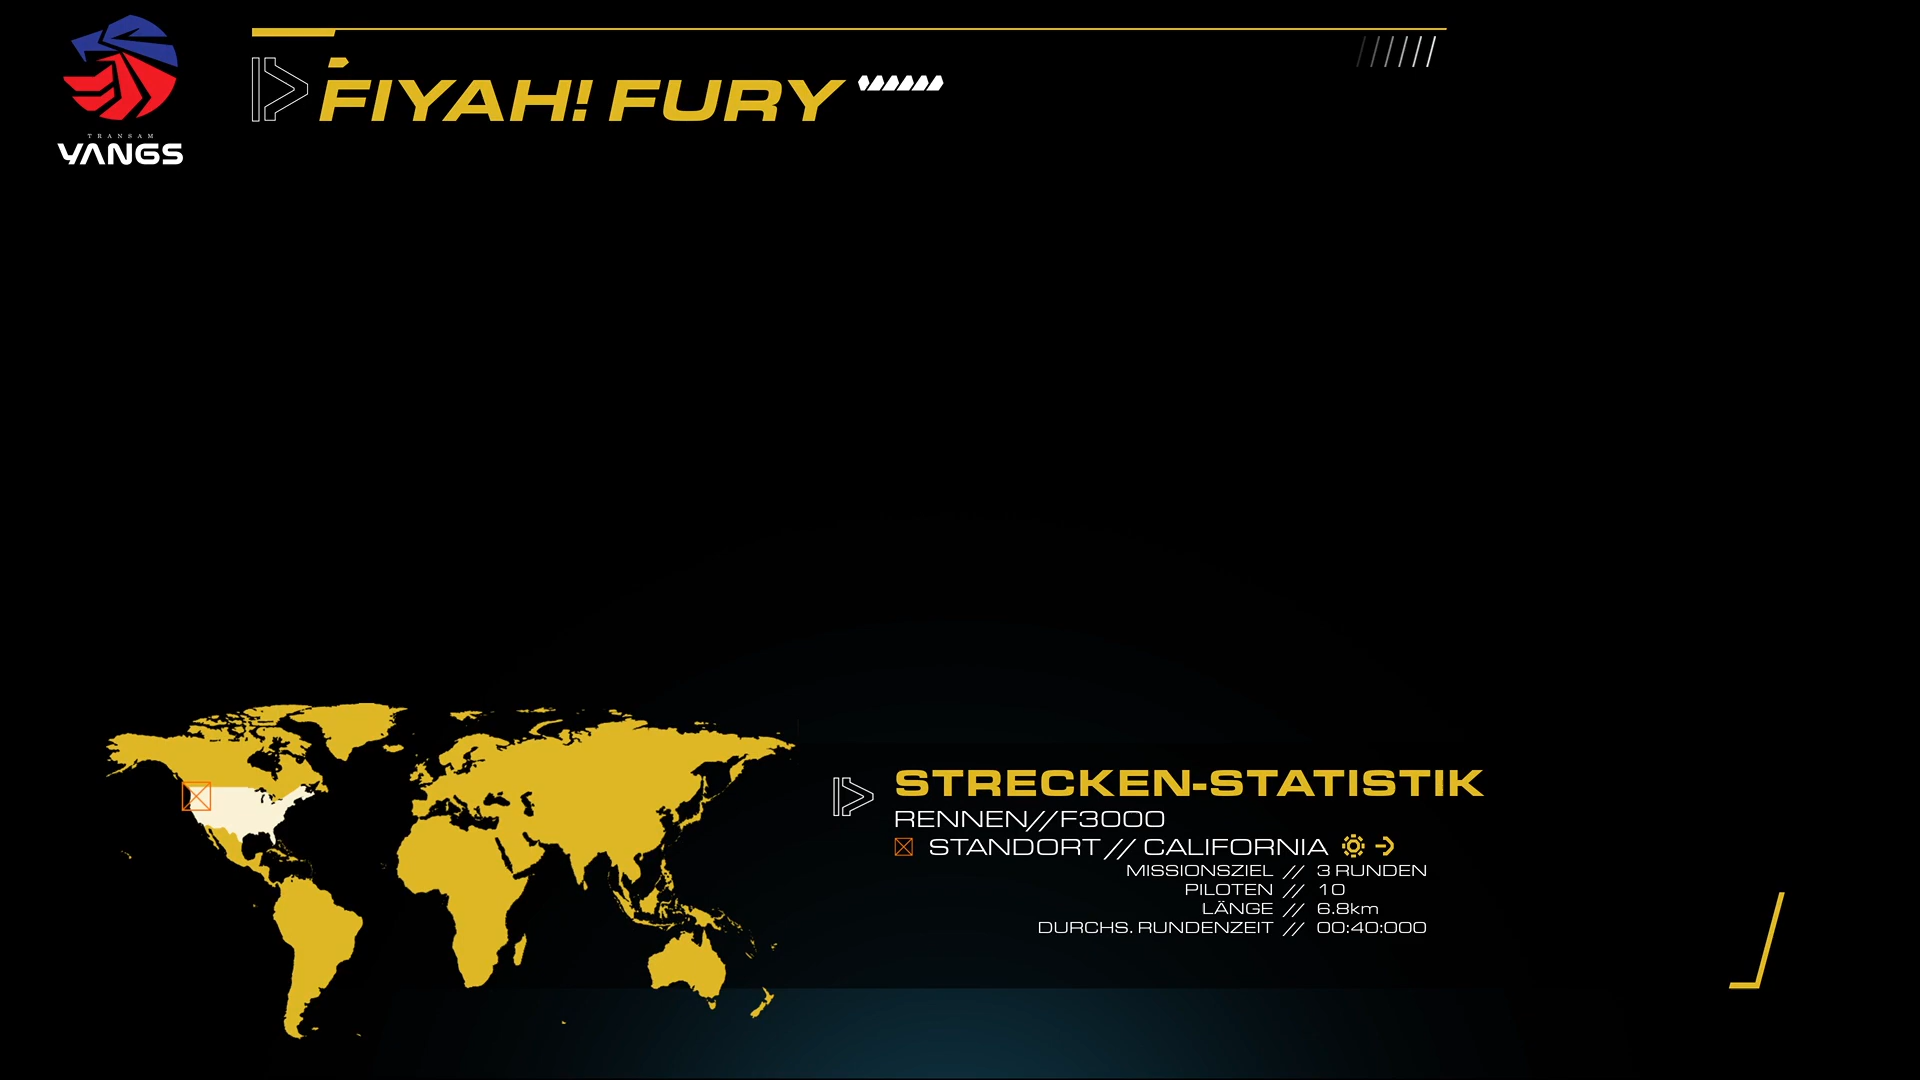 TRANSAM
YANGS
FIYAH! FURY
STRECKEN-STATISTIK
RENNEN//F3000
STANDORT // CALIFORNIA
MISSIONSZIEL // 3 RUNDEN
PILOTEN // 10
LÄNGE // 6.8km
DURCHS. RUNDENZEIT // 00:40:000